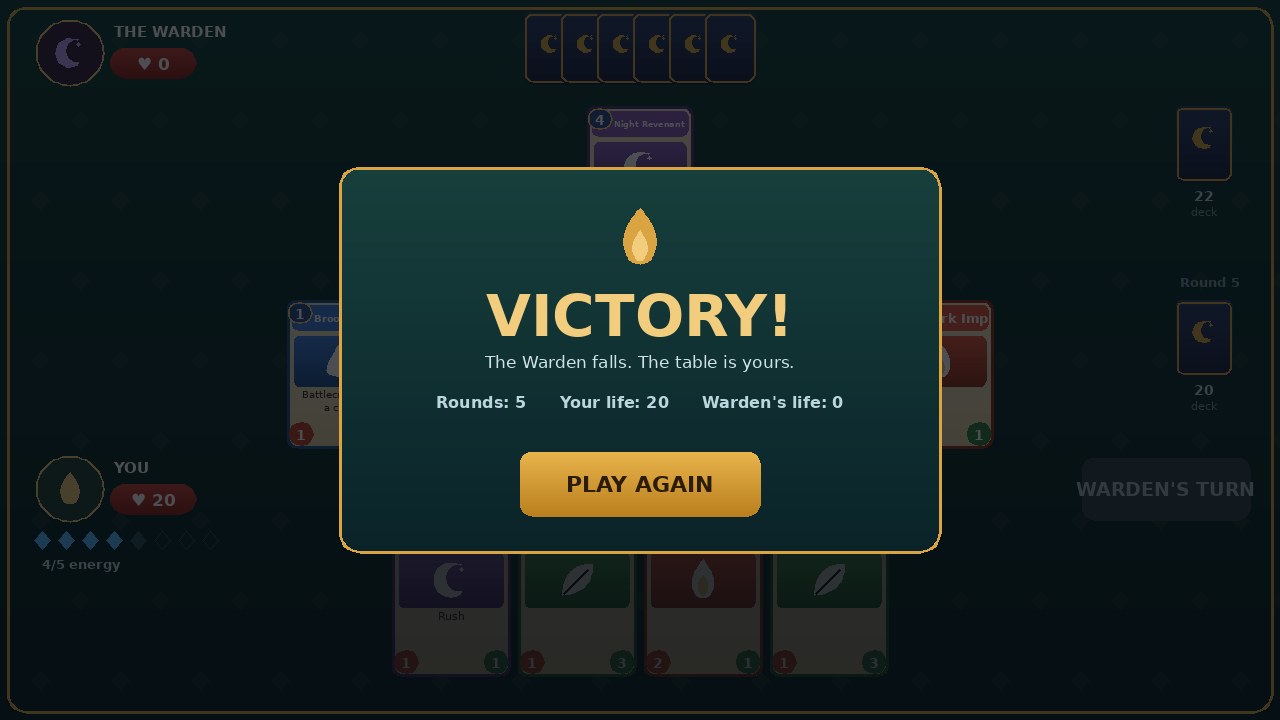 THE WARDEN
♥ 0
4 Night Revenant
22
deck
Round 5
VICTORY!
The Warden falls. The table is yours.
Rounds: 5 Your life: 20 Warden's life: 0
PLAY AGAIN
1
1
1
20
deck
YOU
♥ 20
4/5 energy
WARDEN'S TURN
Rush
1 1
1 3
2 1
1 3